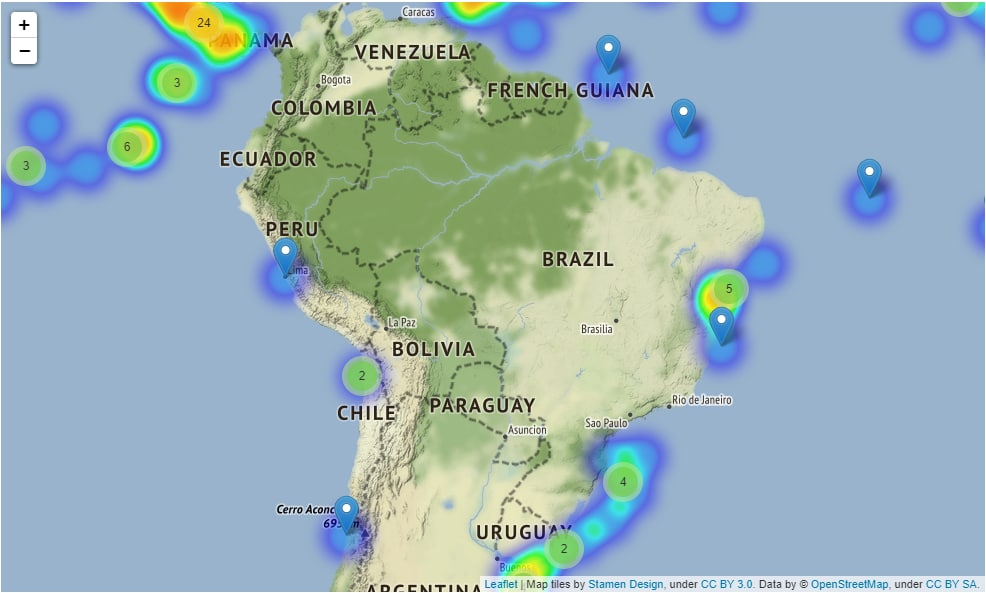 +
−
Caracas
24
PANAMA
VENEZUELA
Bogota
3
FRENCH GUIANA
COLOMBIA
6
ECUADOR
3
PERU
BRAZIL
Lima
5
La Paz
Brasilia
BOLIVIA
2
CHILE
PARAGUAY
Rio de Janeiro
Sao Paulo
Asuncion
4
Cerro Aconc
URUGUAY
2
ARGENTINA
Leaflet | Map tiles by Stamen Design, under CC BY 3.0. Data by © OpenStreetMap, under CC BY SA.